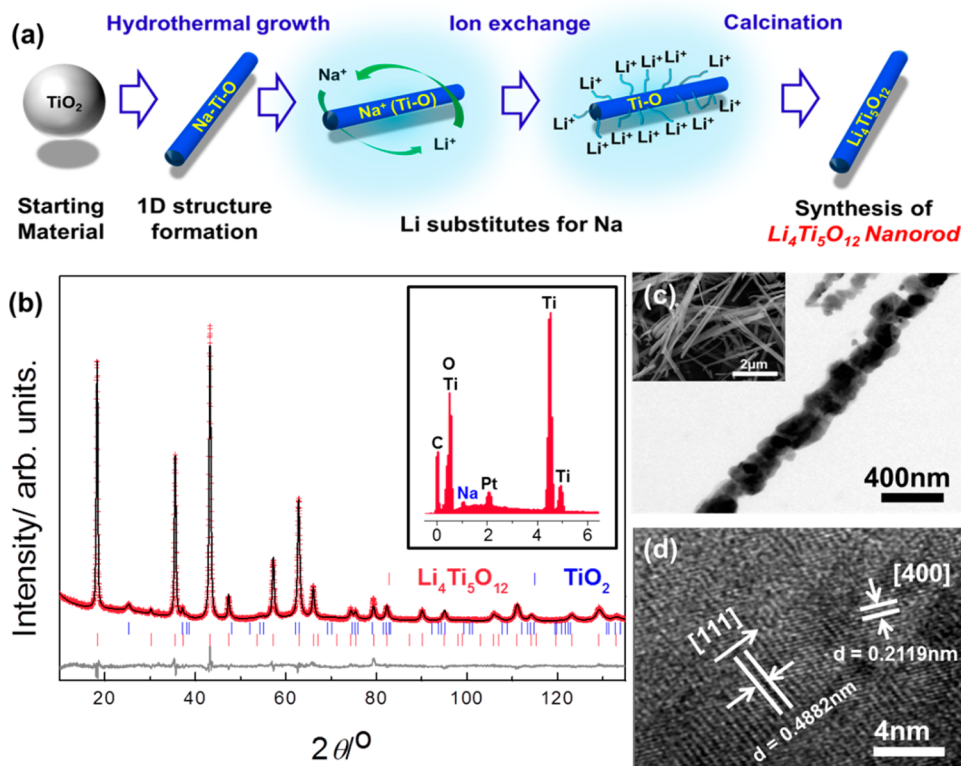 (a)
Hydrothermal growth
Ion exchange
Calcination
TiO₂
Na-Ti-O
Na⁺
Na⁺ (Ti-O)
Li⁺
Li⁺ Li⁺ Li⁺ Li⁺ Li⁺
Ti-O
Li⁺ Li⁺
Li⁺ Li⁺ Li⁺ Li⁺ Li⁺
Li₄Ti₅O₁₂
Starting
Material
1D structure
formation
Li substitutes for Na
Synthesis of
Li₄Ti₅O₁₂ Nanorod
(b)
Intensity/ arb. units.
Ti
O
Ti
C
Na
Pt
Ti
0 2 4 6
Li₄Ti₅O₁₂
TiO₂
20 40 60 80 100 120
2θ/°
(c)
2µm
400nm
(d)
[400]
d = 0.2119nm
[111]
d = 0.4882nm
4nm